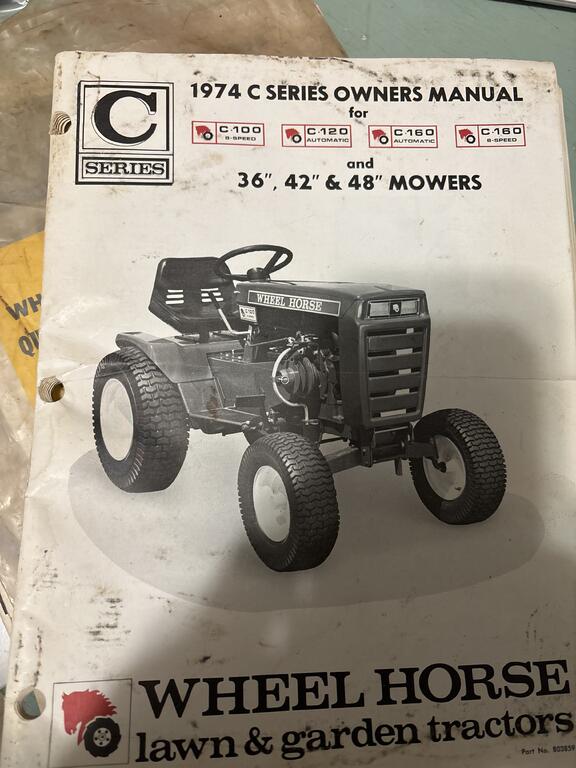 C
SERIES
1974 C SERIES OWNERS MANUAL
for
C-100 C-120 C-160 C-160
8-SPEED AUTOMATIC AUTOMATIC 8-SPEED
and
36", 42" & 48" MOWERS
WHEEL HORSE
WHEEL HORSE
lawn & garden tractors
Part No. 803859